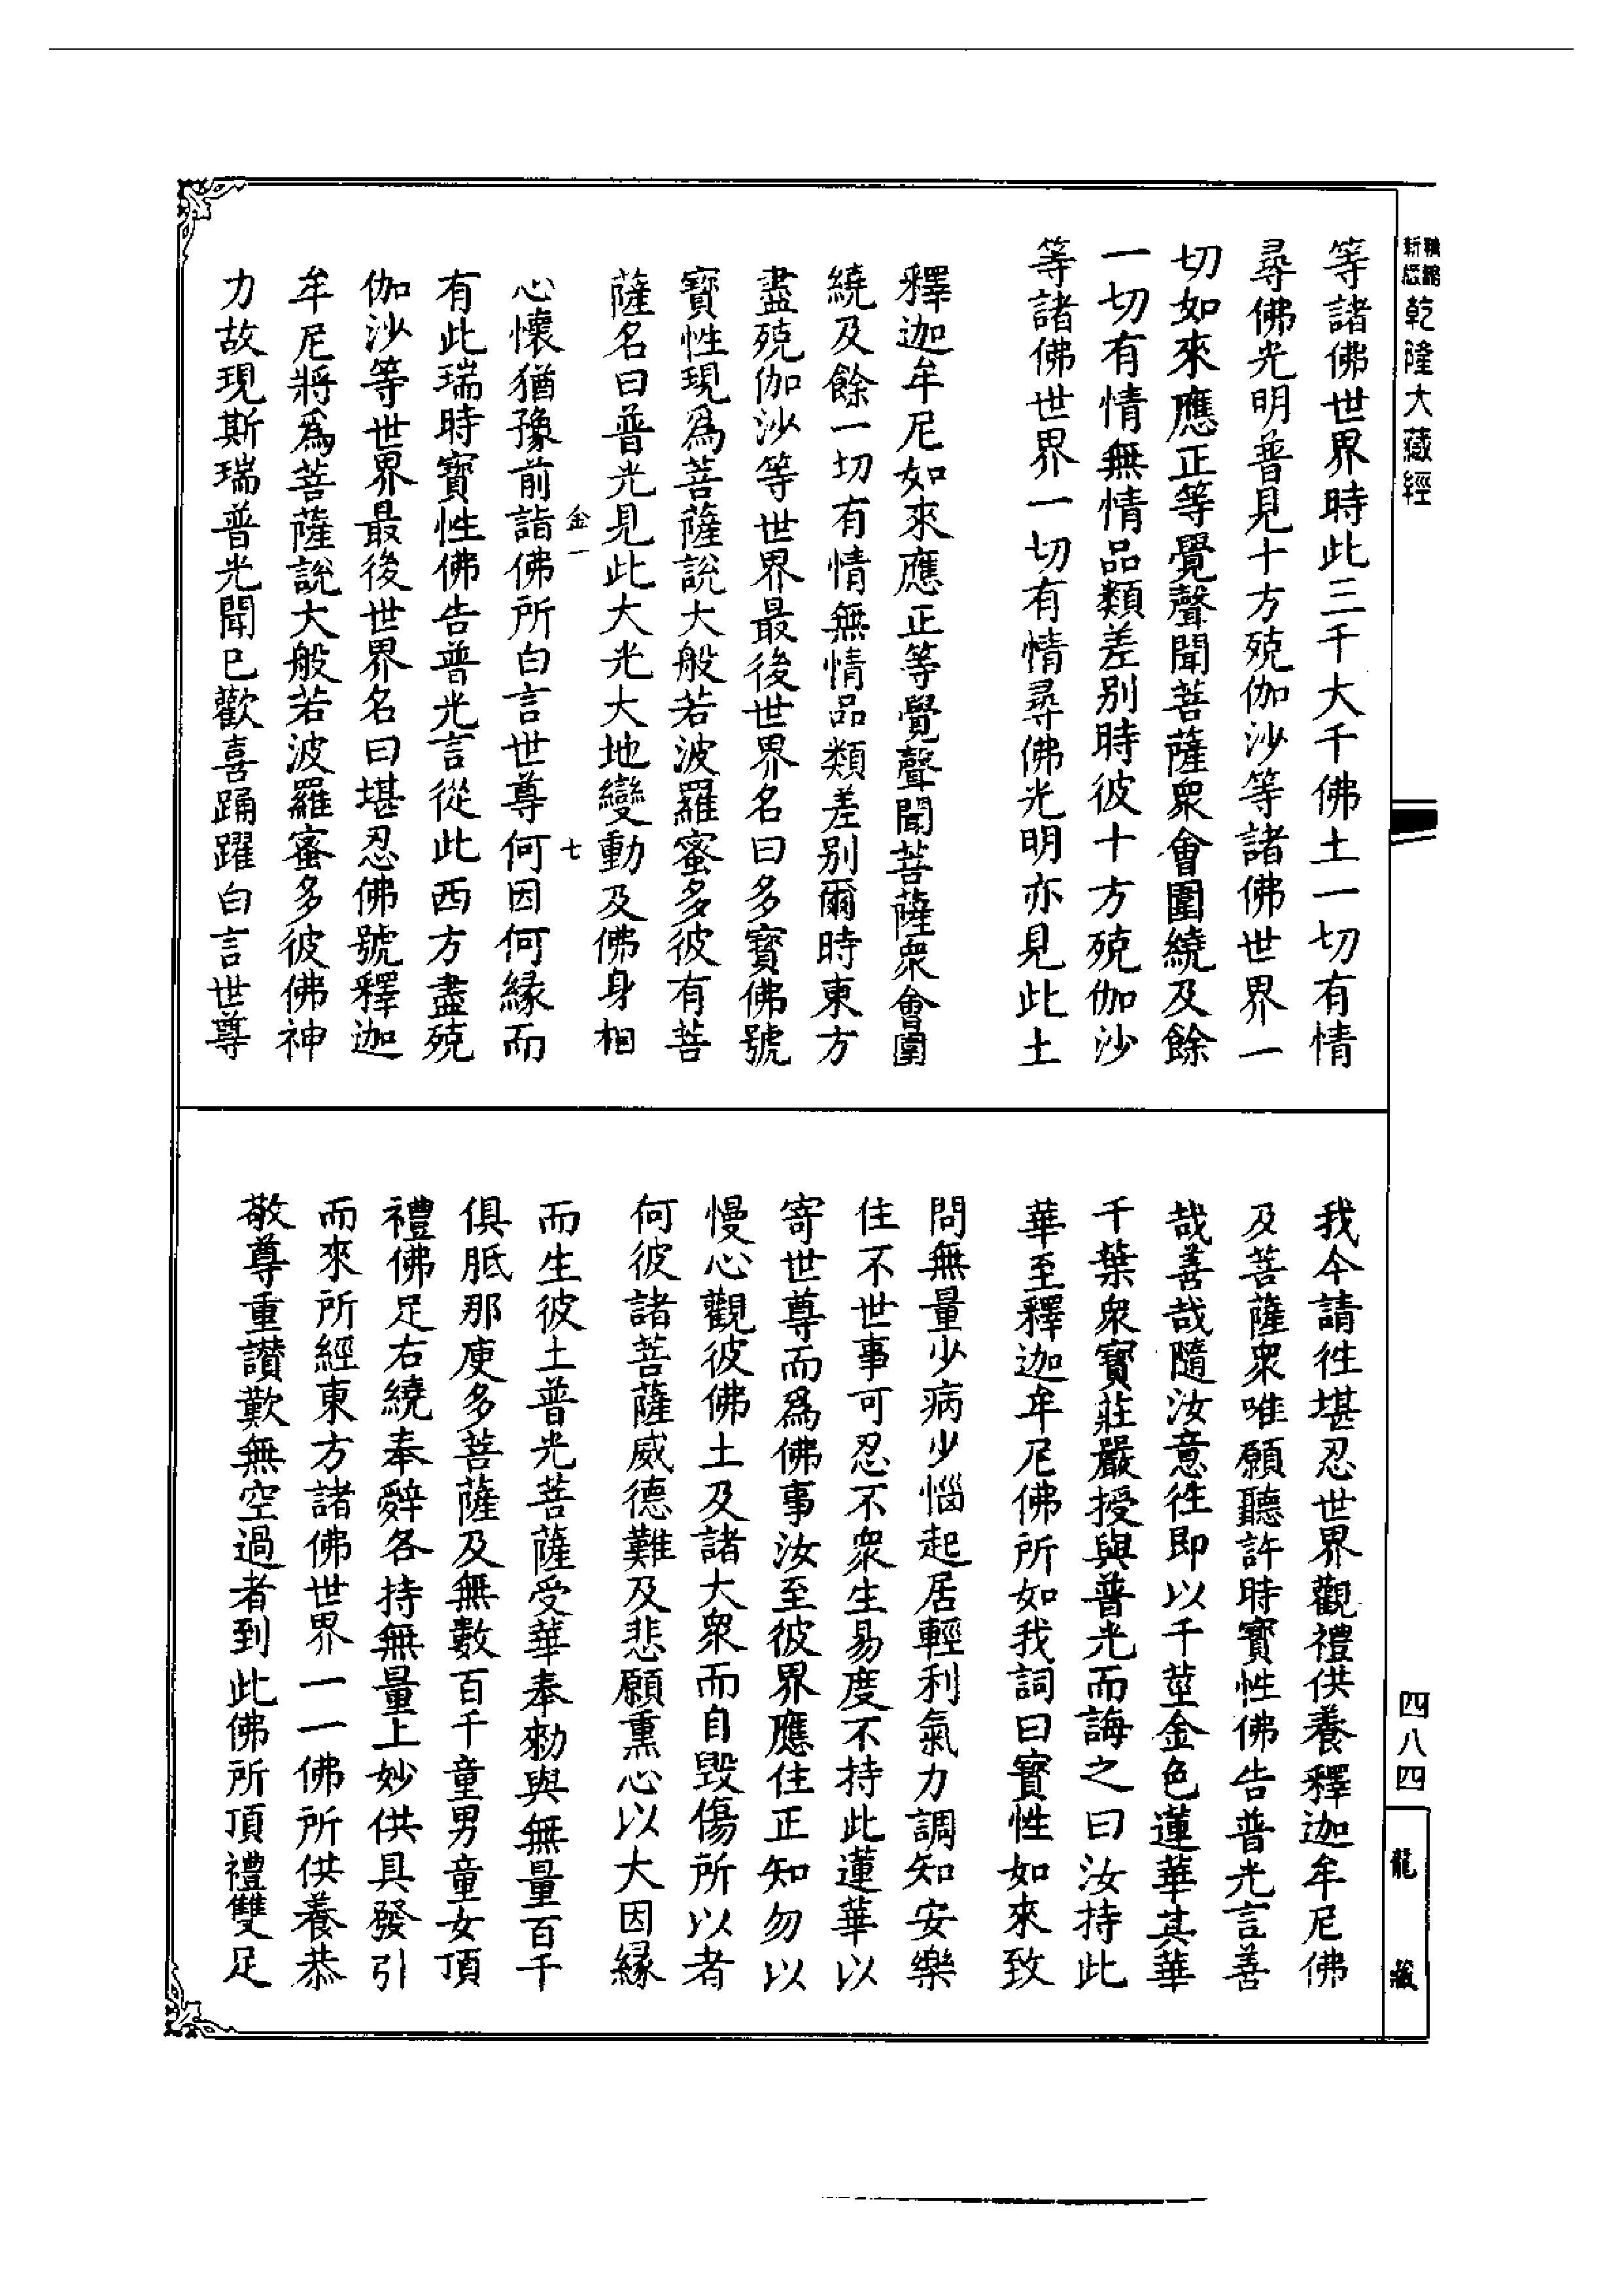 乾隆大藏經
等諸佛世界時此三千大千佛土一切有情
尋佛光明普見十方殑伽沙等諸佛世界一
切如來應正等覺聲聞菩薩衆會圍繞及餘
一切有情無情品類差別時彼十方殑伽沙
等諸佛世界一切有情尋佛光明亦見此土
釋迦牟尼如來應正等覺聲聞菩薩衆會圍
繞及餘一切有情無情品類差別爾時東方
盡殑伽沙等世界最後世界名曰多寶佛號
寶性現爲菩薩說大般若波羅蜜多彼有菩
薩名曰普光見此大光大地變動及佛身相
金一 七
心懷猶豫前詣佛所白言世尊何因何緣而
有此瑞時寶性佛告普光言從此西方盡殑
伽沙等世界最後世界名曰堪忍佛號釋迦
牟尼將爲菩薩說大般若波羅蜜多彼佛神
力故現斯瑞普光聞已歡喜踊躍白言世尊
我今請往堪忍世界觀禮供養釋迦牟尼佛
及菩薩衆唯願聽許時寶性佛告普光言善
哉善哉隨汝意往即以千莖金色蓮華其華
千葉衆寶莊嚴授與普光而誨之曰汝持此
華至釋迦牟尼佛所如我詞曰寶性如來致
問無量少病少惱起居輕利氣力調知安樂
住不世事可忍不衆生易度不持此蓮華以
寄世尊而爲佛事汝至彼界應住正知勿以
慢心觀彼佛土及諸大衆而自毀傷所以者
何彼諸菩薩威德難及悲願熏心以大因緣
而生彼土普光菩薩受華奉勑與無量百千
俱胝那庾多菩薩及無數百千童男童女頂
禮佛足右繞奉辭各持無量上妙供具發引
而來所經東方諸佛世界一一佛所供養恭
敬尊重讚歎無空過者到此佛所頂禮雙足
四八四
龍藏